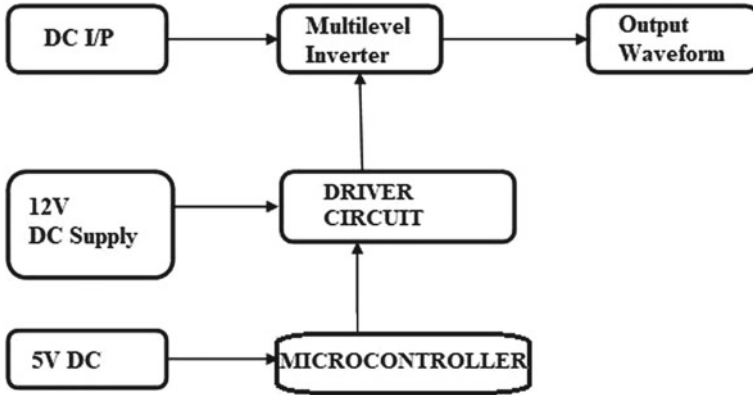 DC I/P
Multilevel
Inverter
Output
Waveform
12V
DC Supply
DRIVER
CIRCUIT
5V DC
MICROCONTROLLER